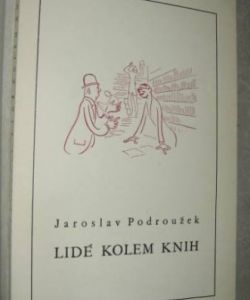 Jaroslav Podroužek
LIDÉ KOLEM KNIH